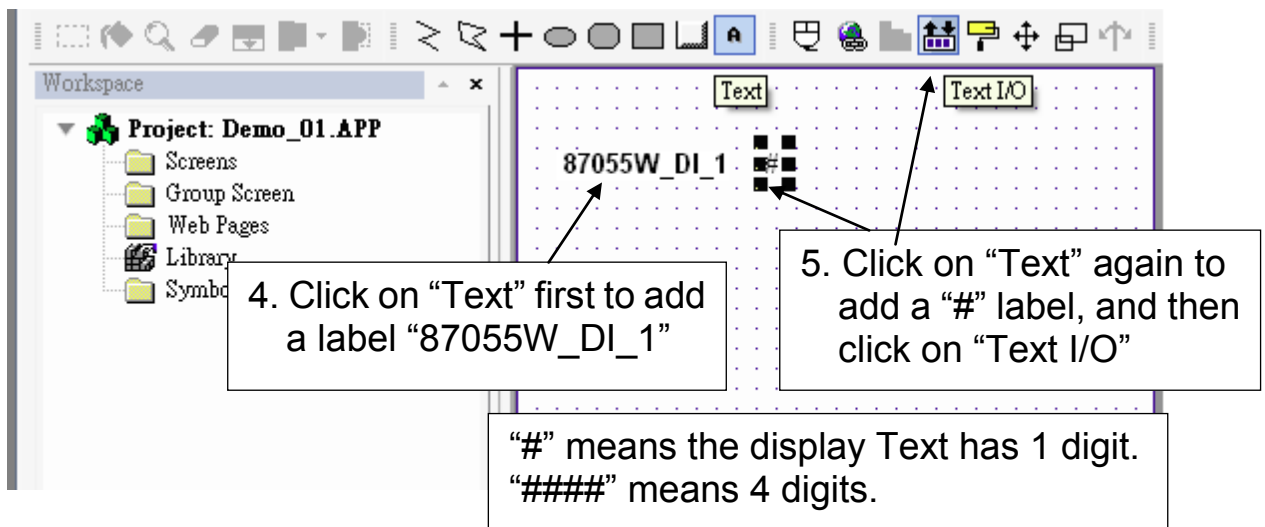 A
Workspace
x
Text
Text I/O
Project: Demo_01.APP
Screens
87055W_DI_1
#
Group Screen
Web Pages
Library
Symbo
4. Click on “Text” first to add
a label “87055W_DI_1”
5. Click on “Text” again to
add a “#” label, and then
click on “Text I/O”
“#” means the display Text has 1 digit.
“####” means 4 digits.